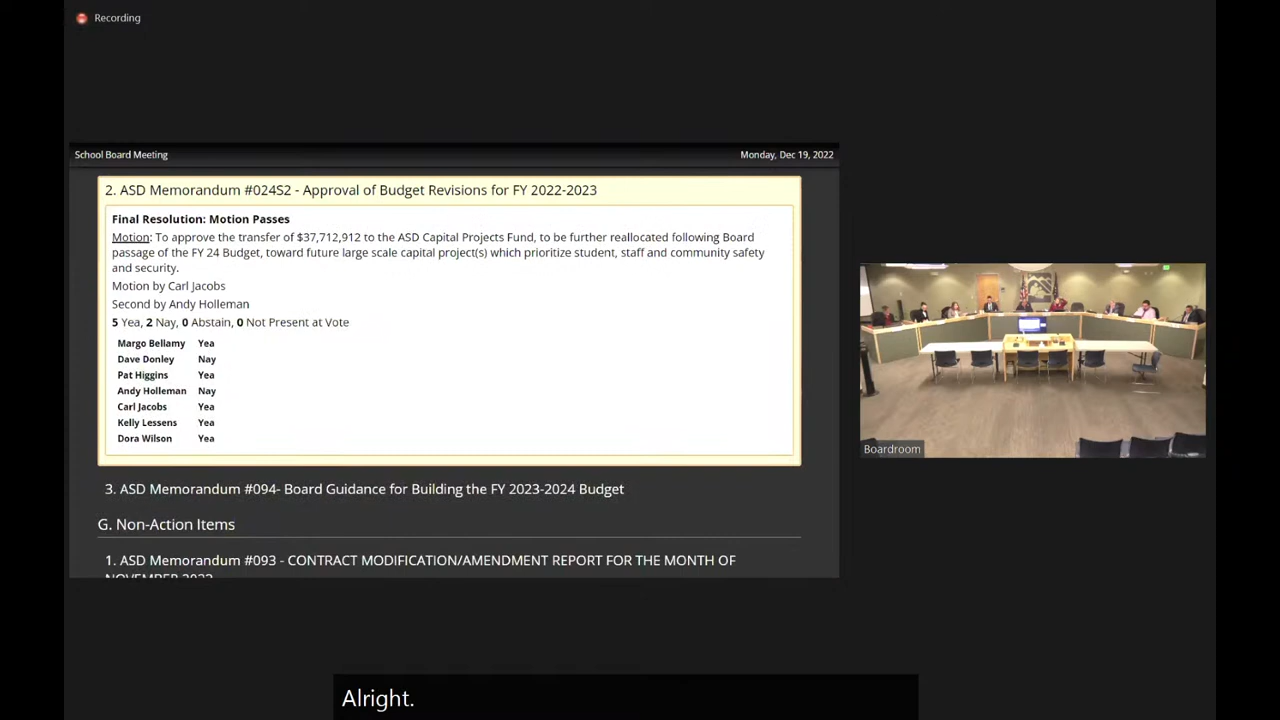 Recording
School Board Meeting
Monday, Dec 19, 2022
2. ASD Memorandum #024S2 - Approval of Budget Revisions for FY 2022-2023
Final Resolution: Motion Passes
Motion: To approve the transfer of $37,712,912 to the ASD Capital Projects Fund, to be further reallocated following Board
passage of the FY 24 Budget, toward future large scale capital project(s) which prioritize student, staff and community safety
and security.
Motion by Carl Jacobs
Second by Andy Holleman
5 Yea, 2 Nay, 0 Abstain, 0 Not Present at Vote
Margo Bellamy Yea
Dave Donley Nay
Pat Higgins Yea
Andy Holleman Nay
Carl Jacobs Yea
Kelly Lessens Yea
Dora Wilson Yea
3. ASD Memorandum #094- Board Guidance for Building the FY 2023-2024 Budget
G. Non-Action Items
1. ASD Memorandum #093 - CONTRACT MODIFICATION/AMENDMENT REPORT FOR THE MONTH OF
NOVEMBER 2022
Boardroom
Alright.